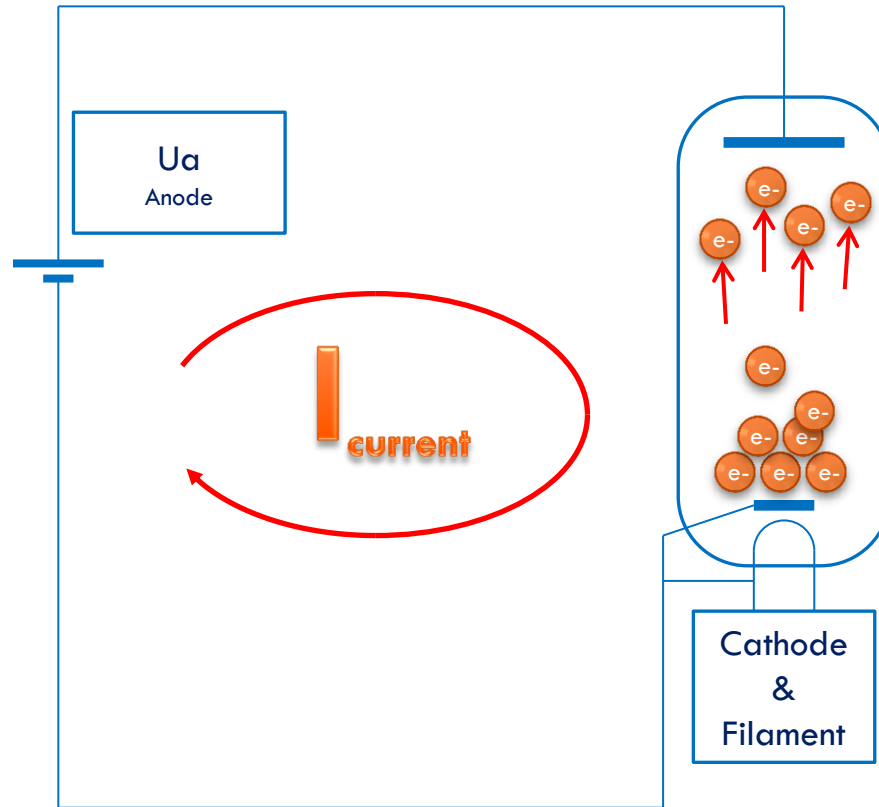 Ua
Anode
e-
e-
e-
e-
I
current
e-
e-
e-
e-
e-
e-
e-
Cathode
&
Filament